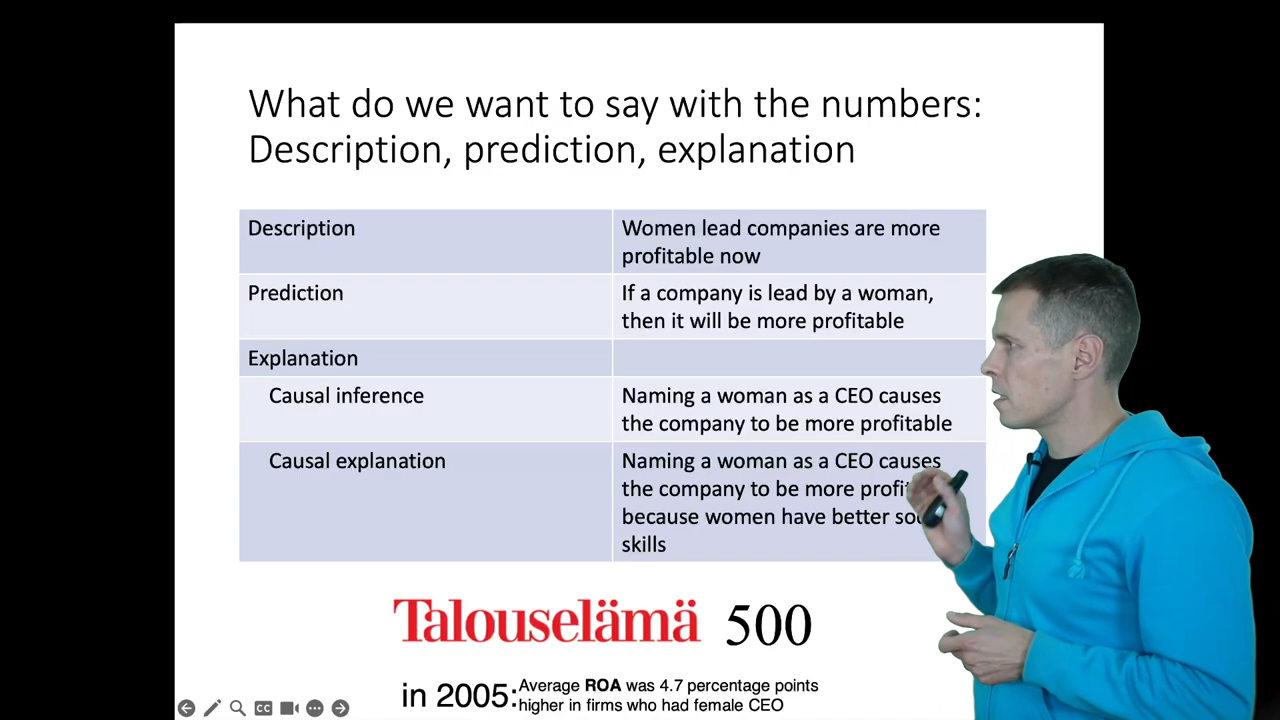 What do we want to say with the numbers:
Description, prediction, explanation
Description
Women lead companies are more
profitable now
Prediction
If a company is lead by a woman,
then it will be more profitable
Explanation
Causal inference
Naming a woman as a CEO causes
the company to be more profitable
Causal explanation
Naming a woman as a CEO causes
the company to be more
because women have better
skills
Talouselämä 500
in 2005: Average ROA was 4.7 percentage points
higher in firms who had female CEO
CC